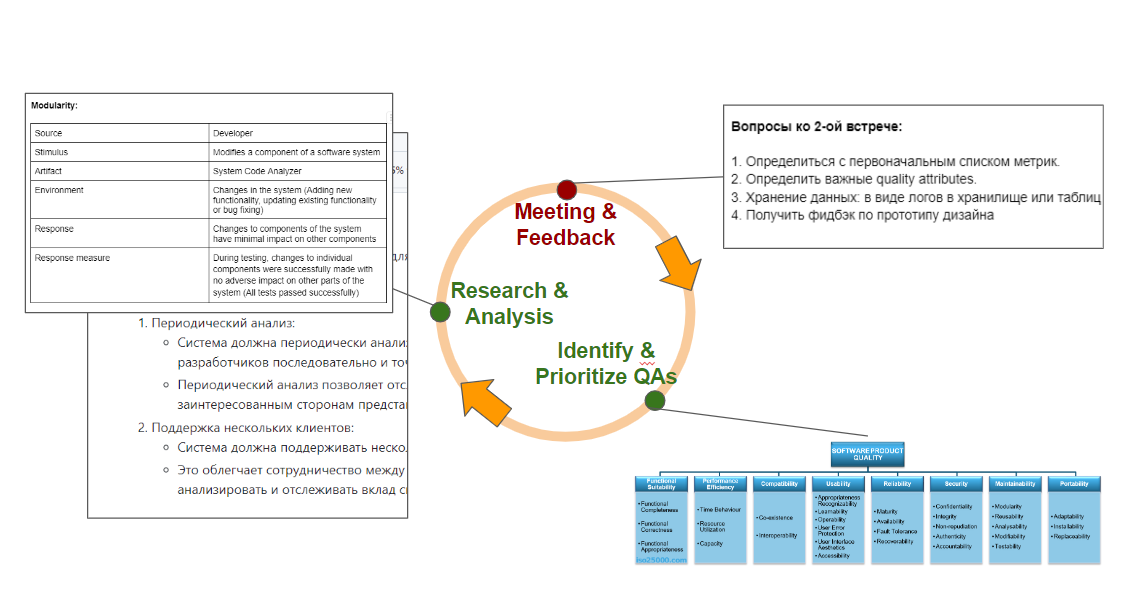 Modularity:
Source Developer
Stimulus Modifies a component of a software system
Artifact System Code Analyzer
Environment Changes in the system (Adding new
functionality, updating existing functionality
or bug fixing)
Response Changes to components of the system
have minimal impact on other components
Response measure During testing, changes to individual
components were successfully made with
no adverse impact on other parts of the
system (All tests passed successfully)
5%
для
1. Периодический анализ:
Система должна периодически
разработчиков последовательно и
Периодический анализ позволяет
заинтересованным сторонам
2. Поддержка нескольких клиентов:
Система должна поддерживать
Это облегчает сотрудничество между
анализировать и отслеживать вклад
Meeting &
Feedback
Research &
Analysis
Identify &
Prioritize QAs
Вопросы ко 2-ой встрече:
1. Определиться с первоначальным списком метрик.
2. Определить важные quality attributes.
3. Хранение данных: в виде логов в хранилище или таблиц
4. Получить фидбэк по прототипу дизайна
SOFTWARE PRODUCT
QUALITY
Functional
Suitability
• Functional
Completeness
• Functional
Correctness
• Functional
Appropriateness
iso25000.com
Performance
Efficiency
• Time Behaviour
• Resource
Utilization
• Capacity
Compatibility
• Co-existence
• Interoperability
Usability
• Appropriateness
Recognizability
• Learnability
• Operability
• User Error
Protection
• User Interface
Aesthetics
• Accessibility
Reliability
• Maturity
• Availability
• Fault Tolerance
• Recoverability
Security
• Confidentiality
• Integrity
• Non-repudiation
• Authenticity
• Accountability
Maintainability
• Modularity
• Reusability
• Analysability
• Modifiability
• Testability
Portability
• Adaptability
• Installability
• Replaceability